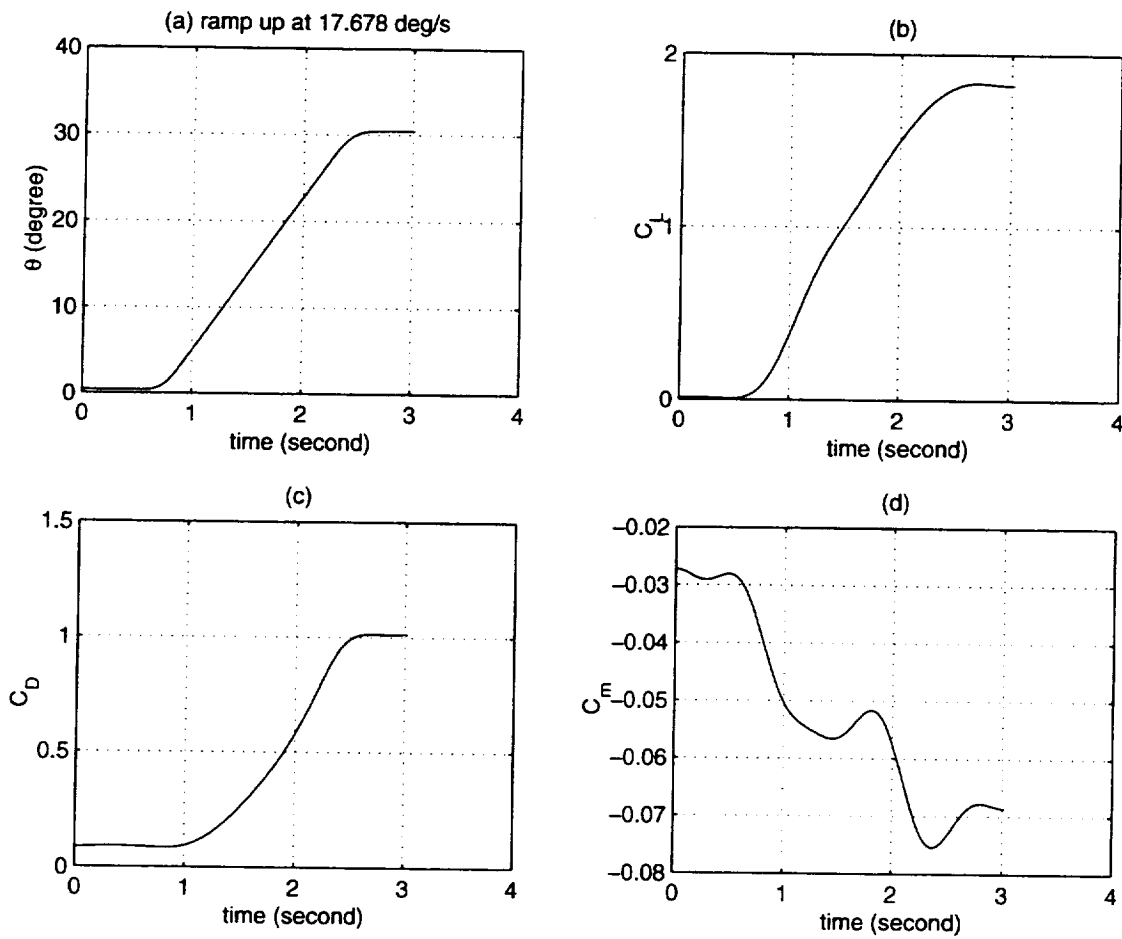 (a) ramp up at 17.678 deg/s
40
30
20
10
0
θ (degree)
0 1 2 3 4
time (second)
(b)
2
1
0
C_L
0 1 2 3 4
time (second)
(c)
1.5
1
0.5
0
C_D
0 1 2 3 4
time (second)
(d)
−0.02
−0.03
−0.04
−0.05
−0.06
−0.07
−0.08
C_m
0 1 2 3 4
time (second)